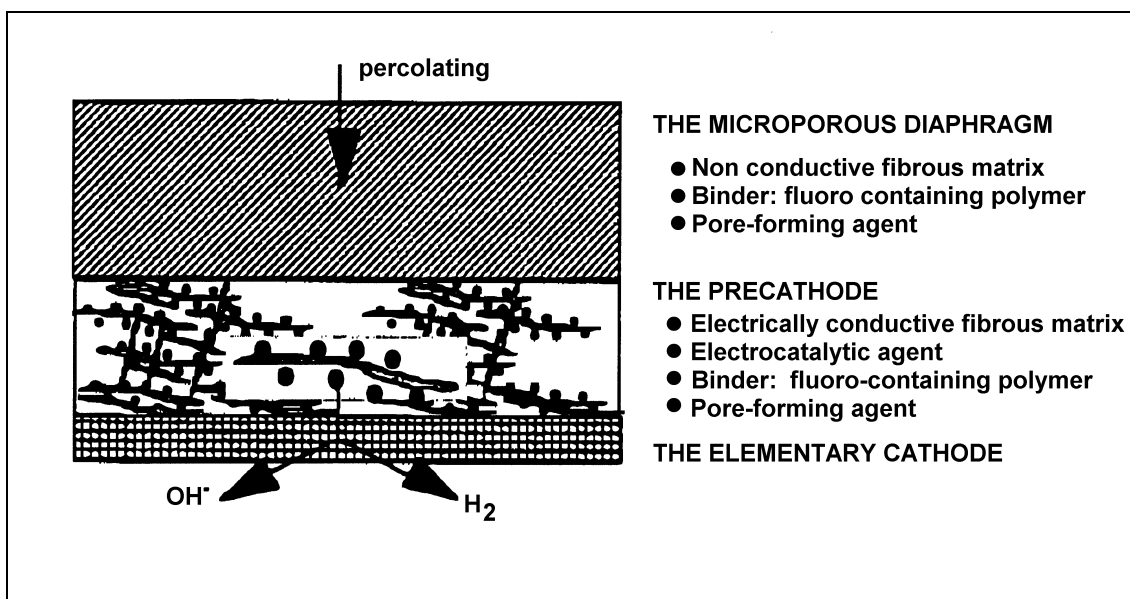 percolating
THE MICROPOROUS DIAPHRAGM
● Non conductive fibrous matrix
● Binder: fluoro containing polymer
● Pore-forming agent
THE PRECATHODE
● Electrically conductive fibrous matrix
● Electrocatalytic agent
● Binder: fluoro-containing polymer
● Pore-forming agent
THE ELEMENTARY CATHODE
OH⁻
H₂